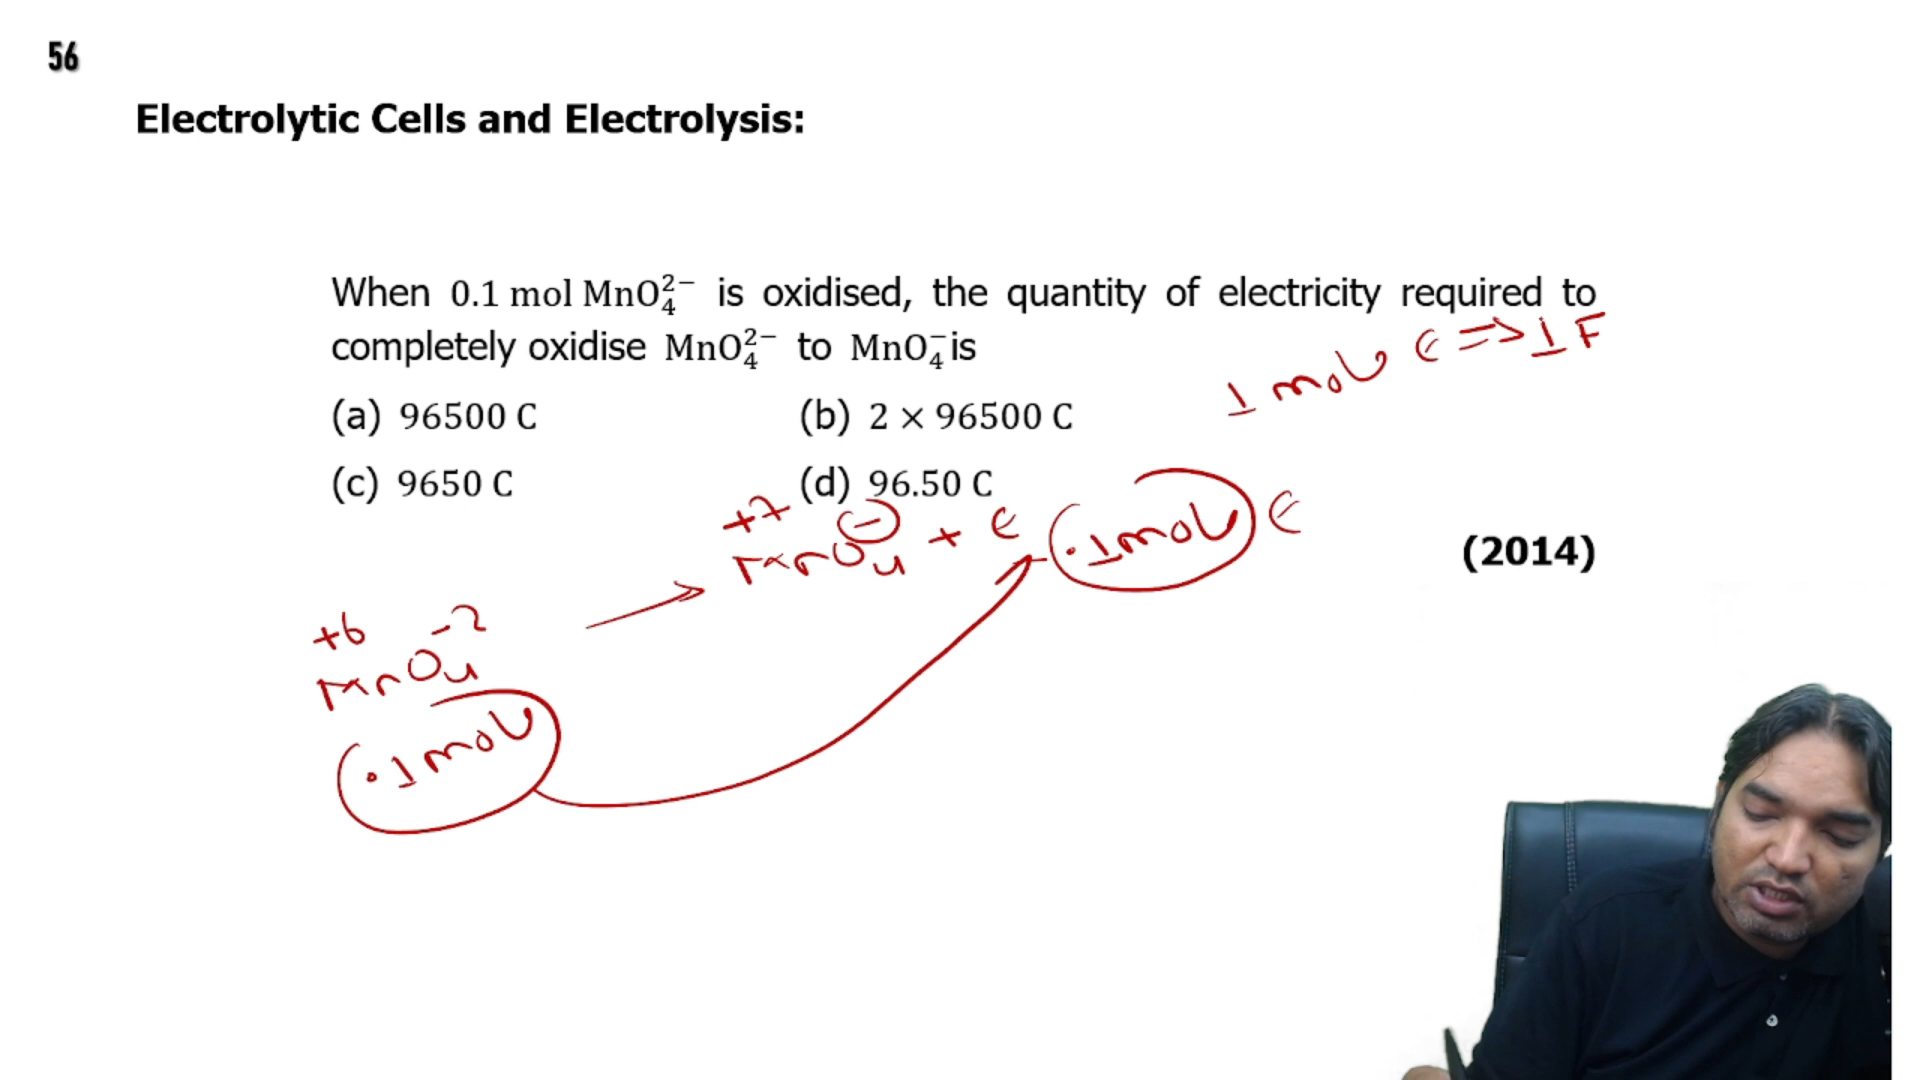 56
Electrolytic Cells and Electrolysis:
When 0.1 mol MnO₄²⁻ is oxidised, the quantity of electricity required to
completely oxidise MnO₄²⁻ to MnO₄⁻ is
(a) 96500 C (b) 2 × 96500 C
(c) 9650 C (d) 96.50 C
(2014)
1 mol e => 1 F
+7
MnO₄⁻ + e .1mol e
+6 -2
MnO₄
.1mol